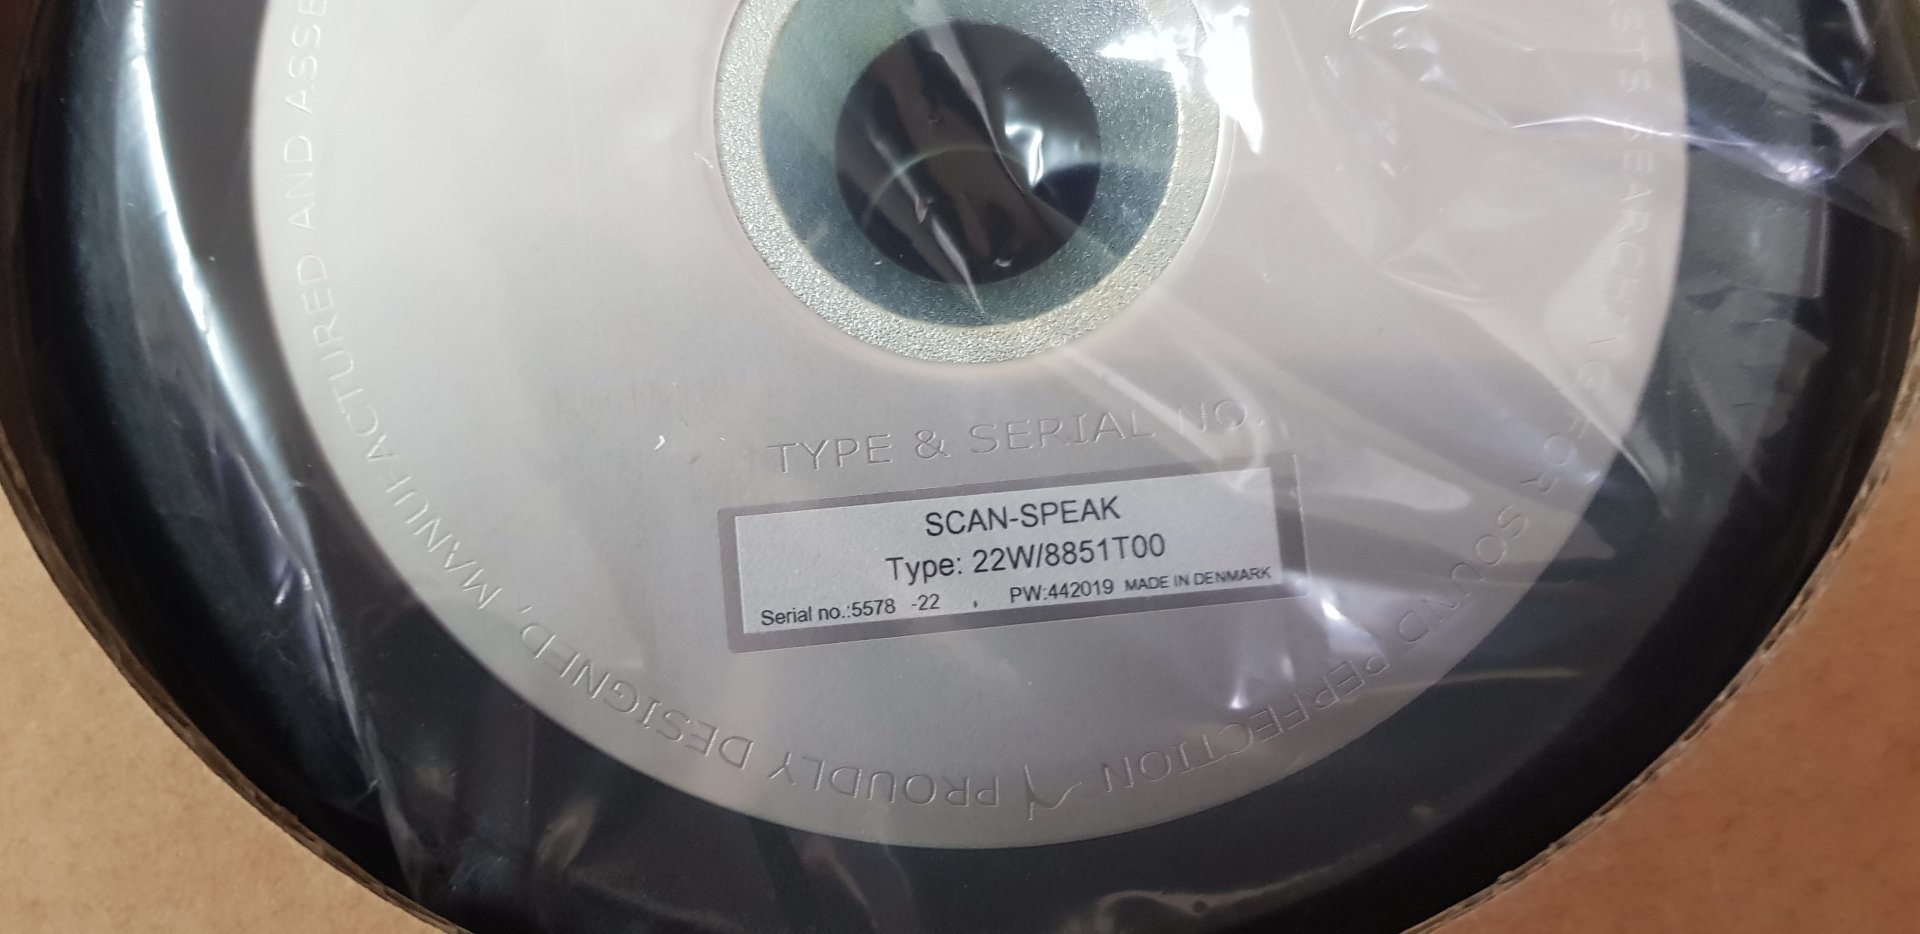 TYPE & SERIAL NO.
SCAN-SPEAK
Type: 22W/8851T00
Serial no.:5578 -22 , PW:442019 MADE IN DENMARK
FOR SOUND PERFECTION PROUDLY DESIGNED, MANUFACTURED AND ASSE